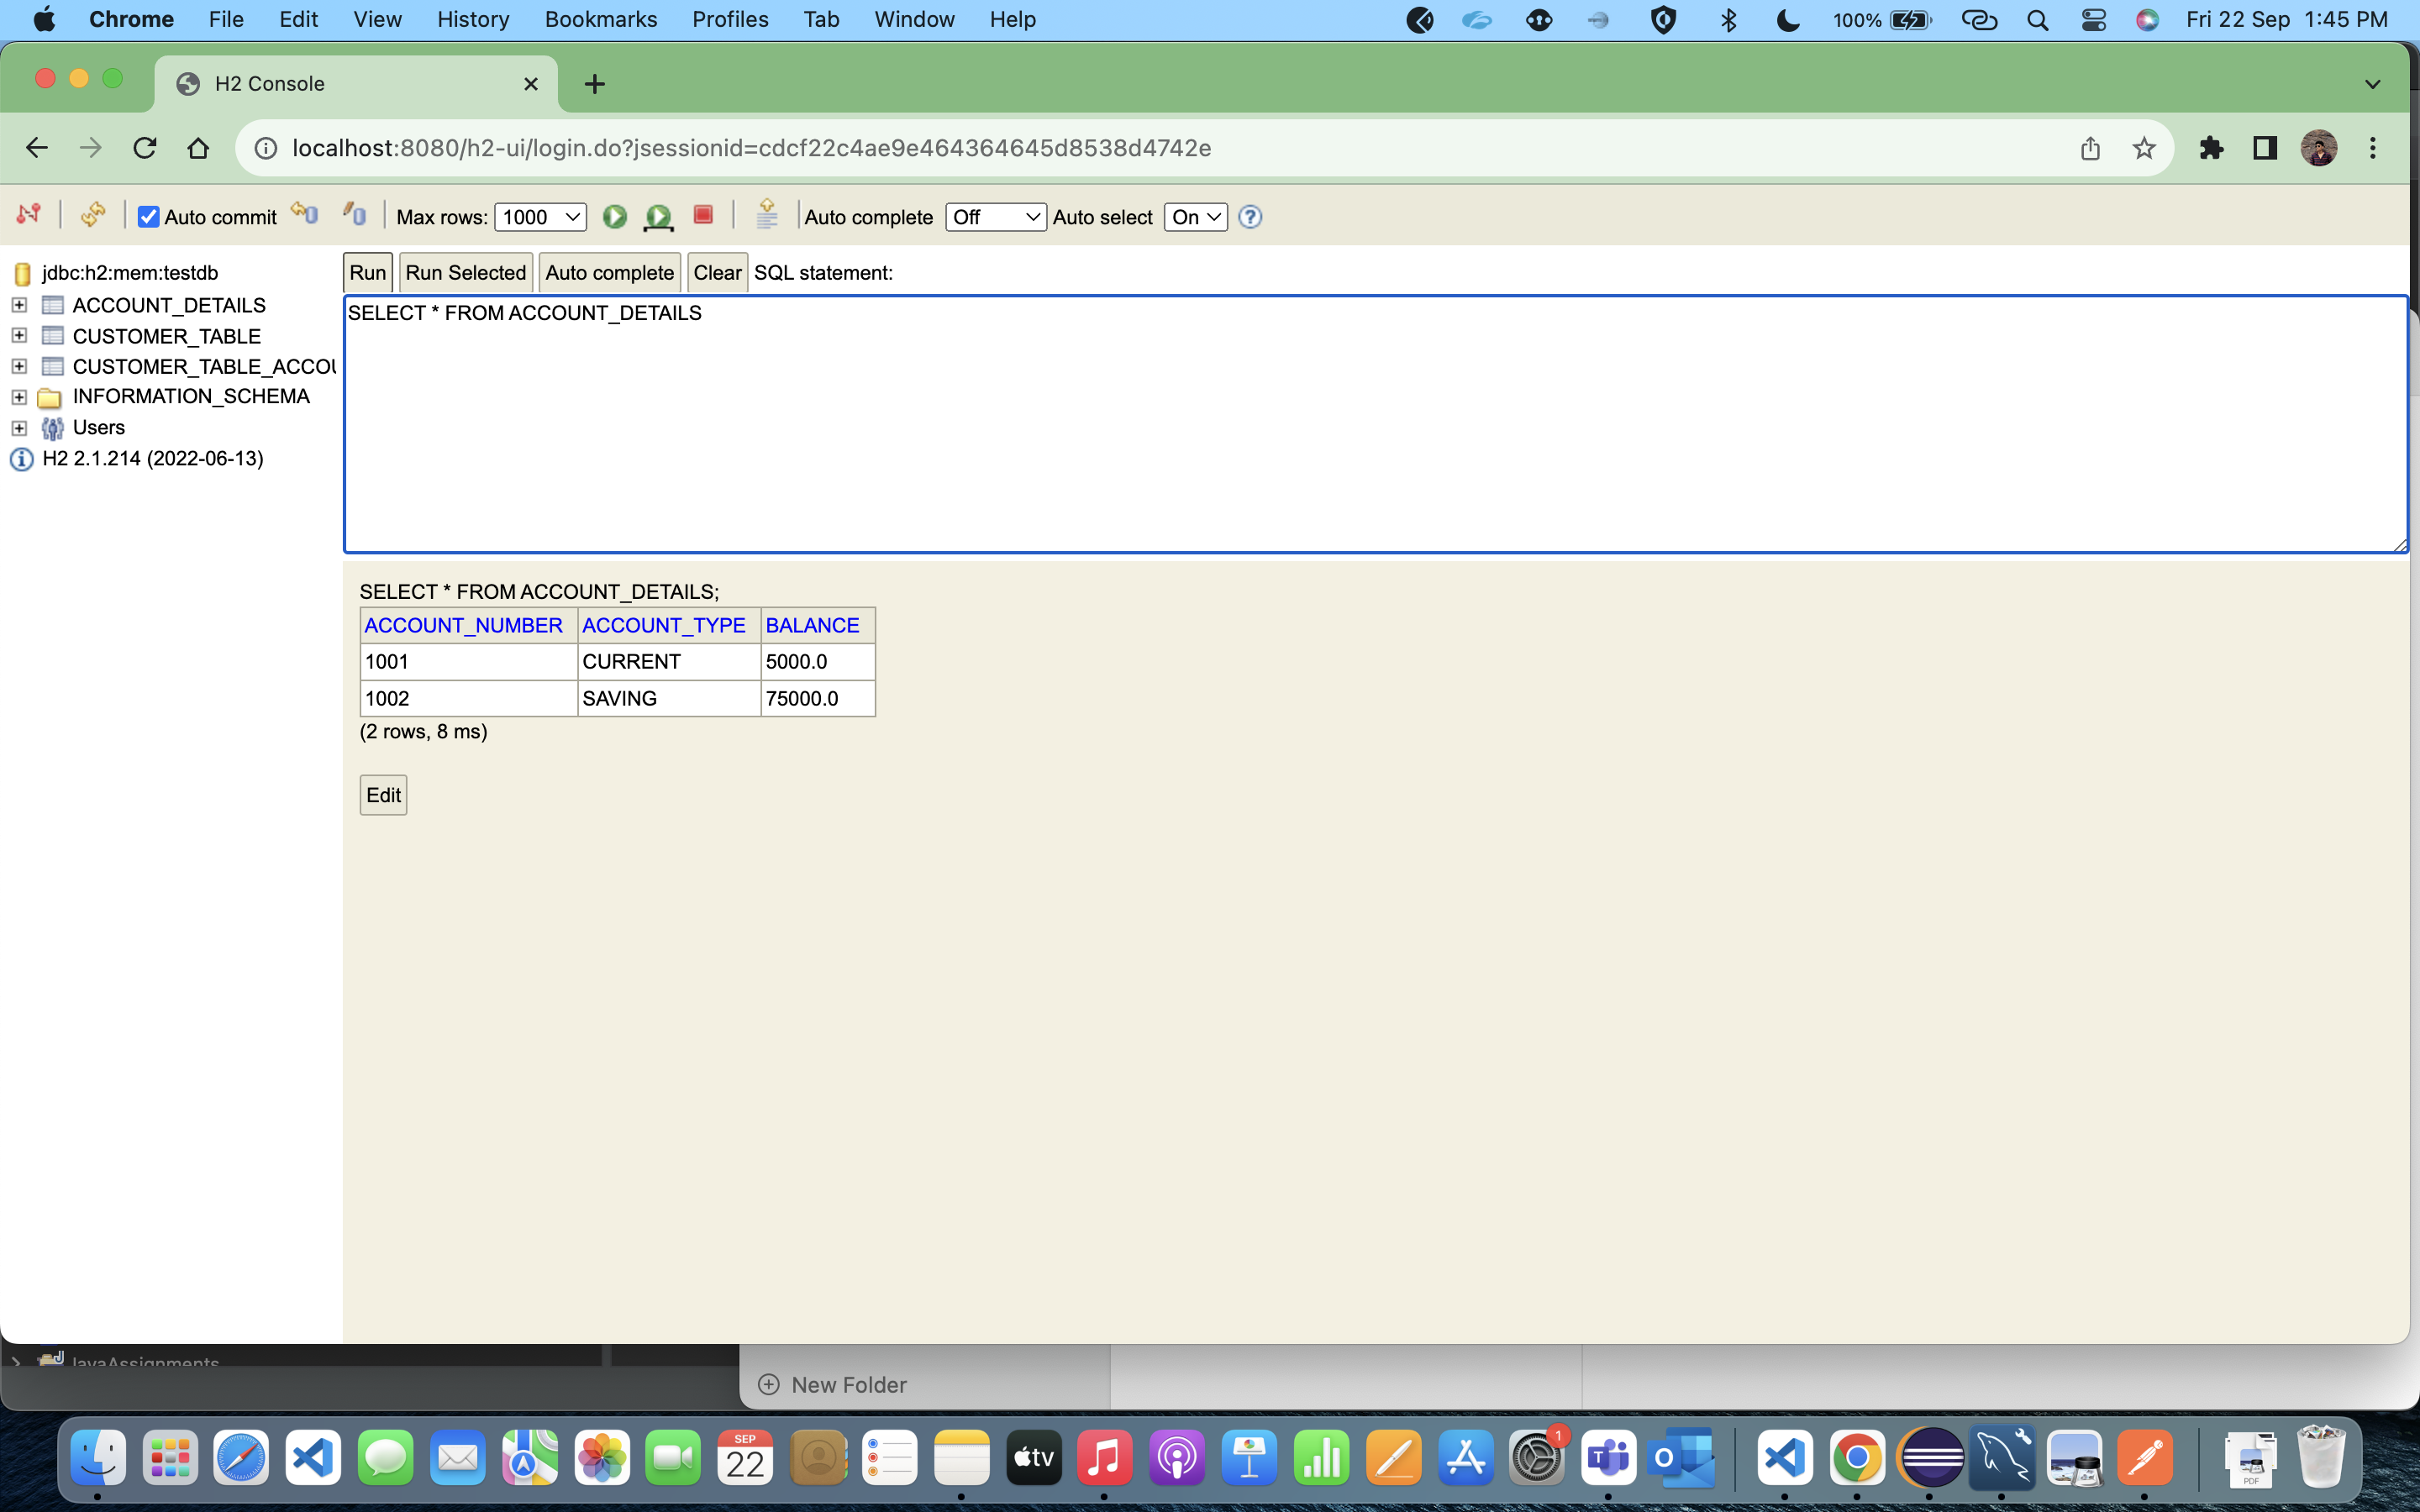 Chrome File Edit View History Bookmarks Profiles Tab Window Help 100% Fri 22 Sep 1:45 PM
H2 Console
localhost:8080/h2-ui/login.do?jsessionid=cdcf22c4ae9e464364645d8538d4742e
Auto commit Max rows: 1000 Auto complete Off Auto select On
jdbc:h2:mem:testdb
ACCOUNT_DETAILS
CUSTOMER_TABLE
CUSTOMER_TABLE_ACCOU
INFORMATION_SCHEMA
Users
H2 2.1.214 (2022-06-13)
Run Run Selected Auto complete Clear SQL statement:
SELECT * FROM ACCOUNT_DETAILS
SELECT * FROM ACCOUNT_DETAILS;
ACCOUNT_NUMBER ACCOUNT_TYPE BALANCE
1001 CURRENT 5000.0
1002 SAVING 75000.0
(2 rows, 8 ms)
Edit
JavaAssignments
New Folder
SEP
22
tv
1
PDF